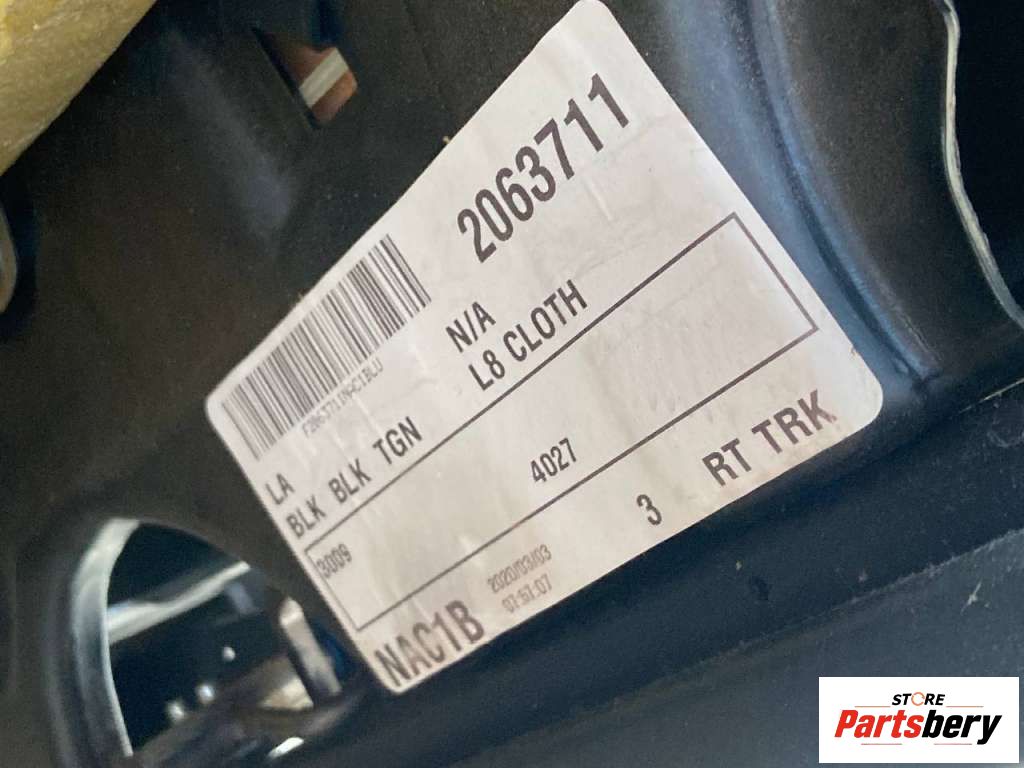 2063711
LA
N/A
BLK BLK TGN
L8 CLOTH
3009
4027
NAC1B
2020/03/03
07:57:07
3
RT TRK
STORE
Partsbery